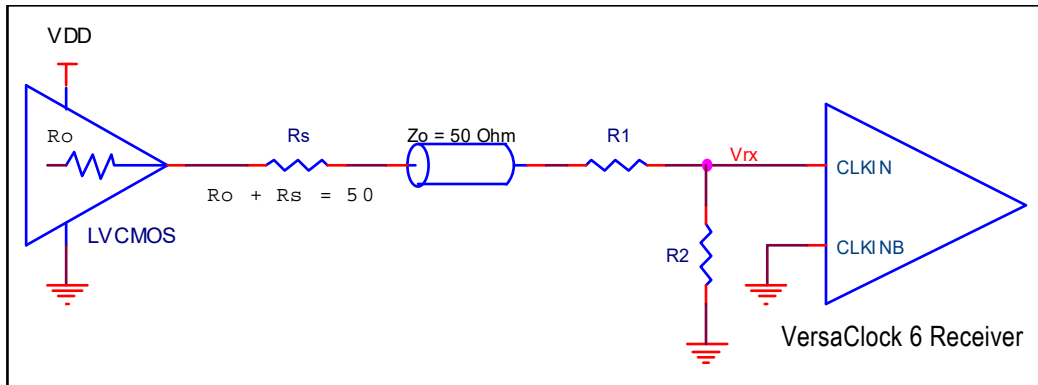 VDD
Ro
Rs
Zo = 50 Ohm
R1
Vrx
CLKIN
Ro + Rs = 50
LVCMOS
R2
CLKINB
VersaClock 6 Receiver